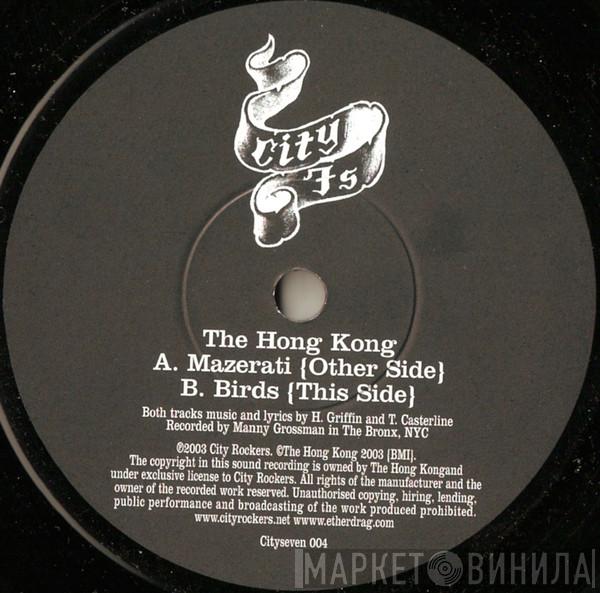 City
7s
The Hong Kong
A. Mazerati {Other Side}
B. Birds {This Side}
Both tracks music and lyrics by H. Griffin and T. Casterline
Recorded by Manny Grossman in The Bronx, NYC
℗2003 City Rockers. ©The Hong Kong 2003 [BMI].
The copyright in this sound recording is owned by The Hong Kongand
under exclusive license to City Rockers. All rights of the manufacturer and the
owner of the recorded work reserved. Unauthorised copying, hiring, lending,
public performance and broadcasting of the work produced prohibited.
www.cityrockers.net www.etherdrag.com
Cityseven 004
МАРКЕТ ВИНИЛА